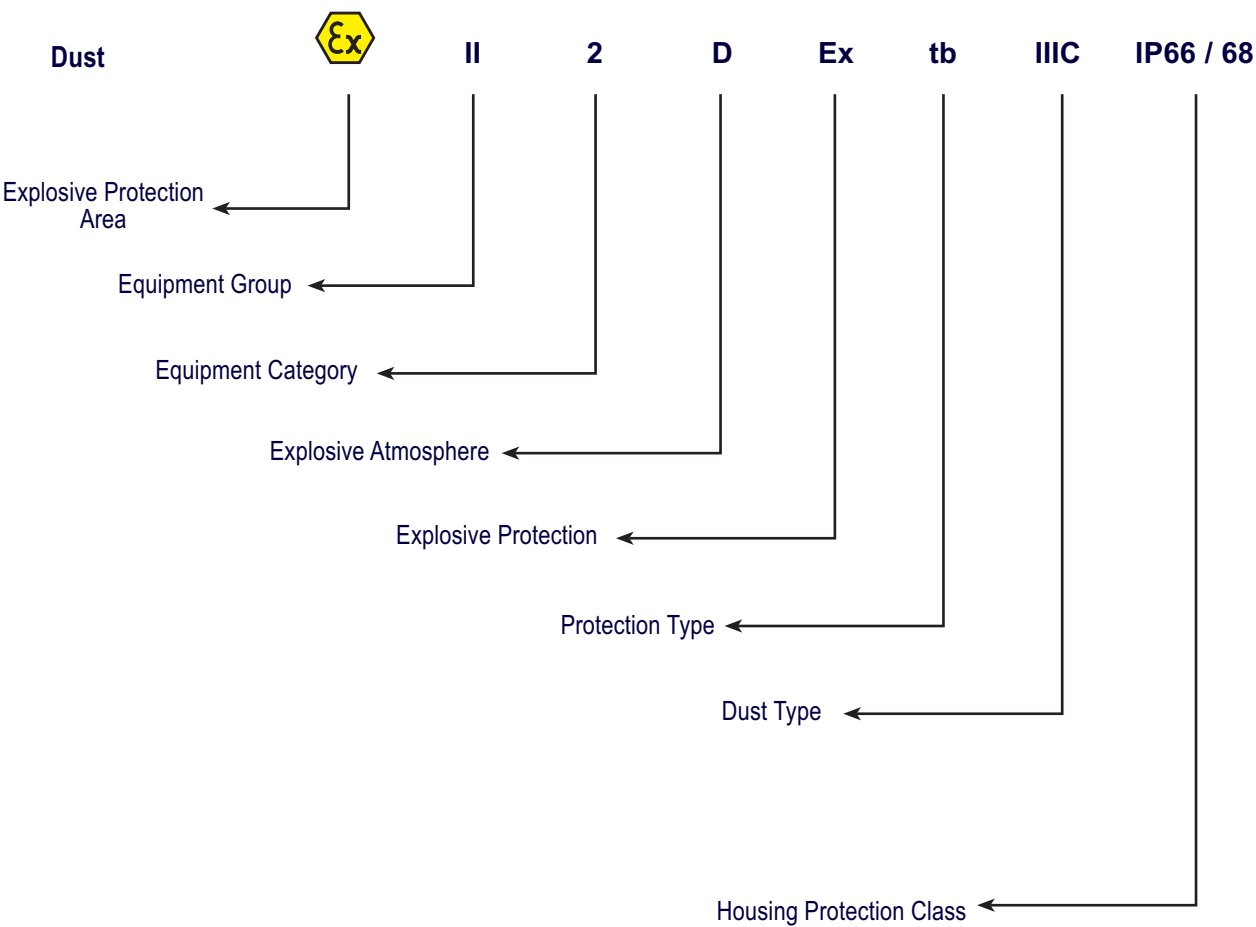 Dust Ex II 2 D Ex tb IIIC IP66 / 68
Explosive Protection
Area
Equipment Group
Equipment Category
Explosive Atmosphere
Explosive Protection
Protection Type
Dust Type
Housing Protection Class